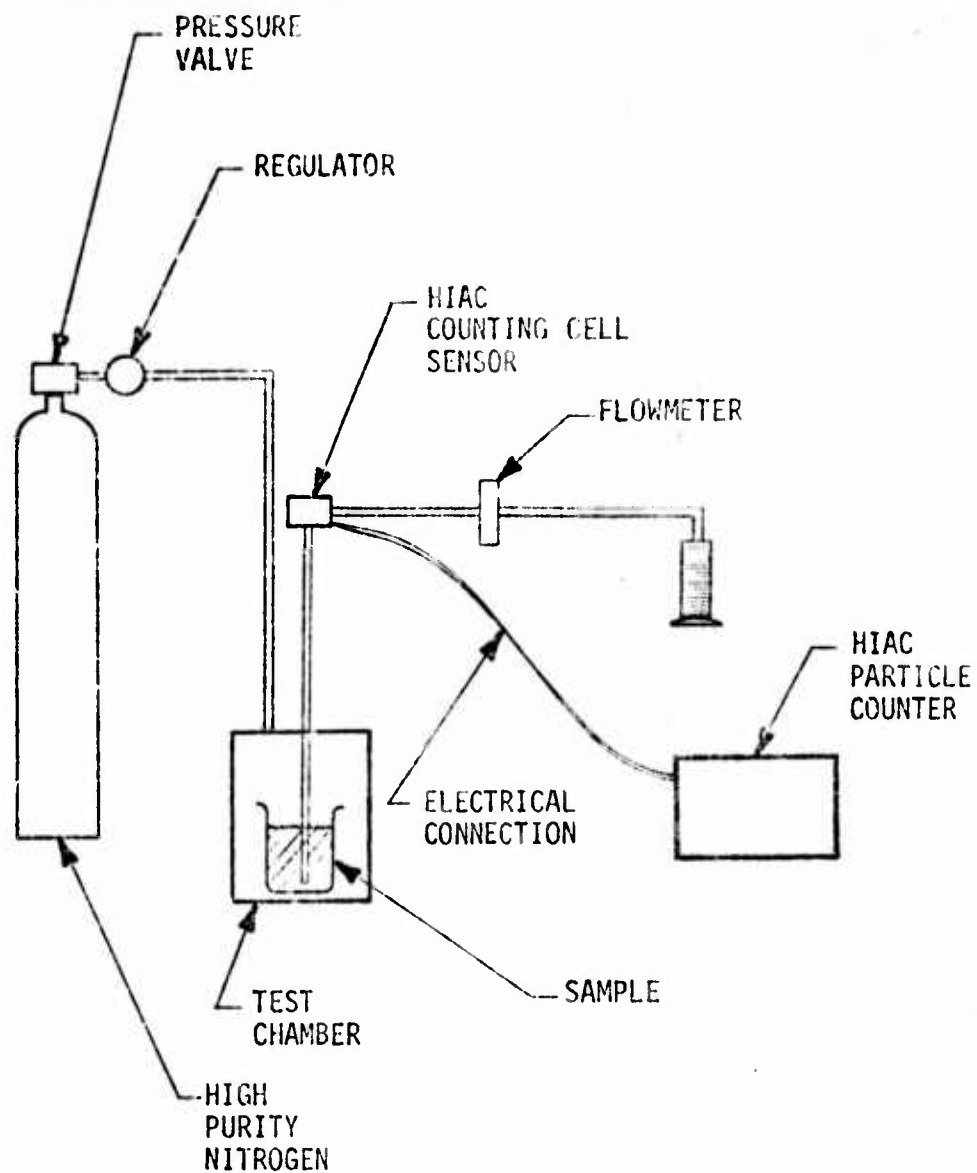 PRESSURE
VALVE
REGULATOR
HIAC
COUNTING CELL
SENSOR
FLOWMETER
HIAC
PARTICLE
COUNTER
ELECTRICAL
CONNECTION
SAMPLE
TEST
CHAMBER
HIGH
PURITY
NITROGEN